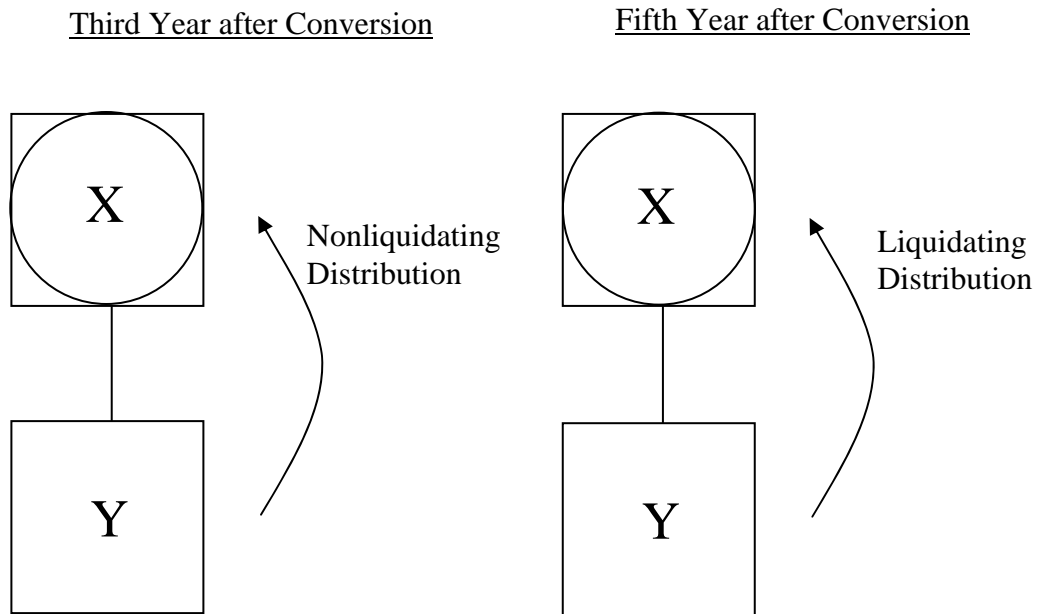 Third Year after Conversion
X
Nonliquidating
Distribution
Y
Fifth Year after Conversion
X
Liquidating
Distribution
Y